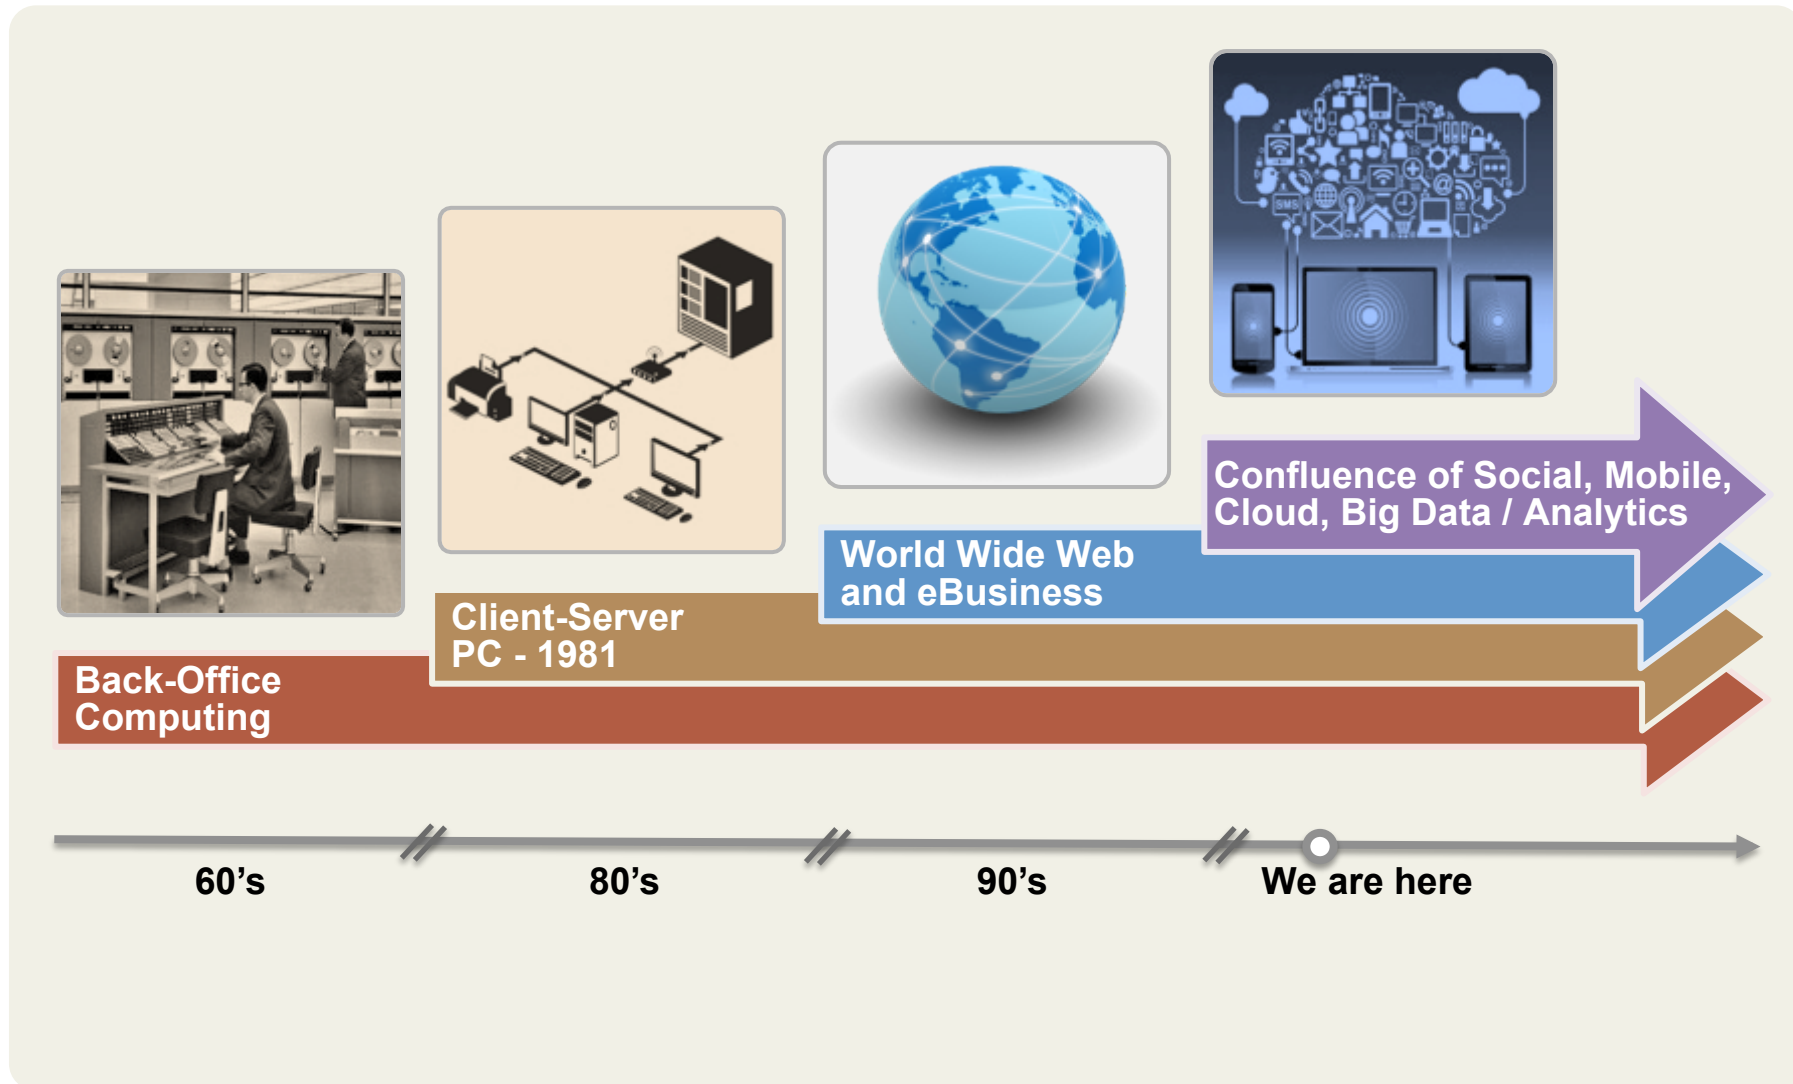 SMS
Confluence of Social, Mobile,
Cloud, Big Data / Analytics
World Wide Web
and eBusiness
Client-Server
PC - 1981
Back-Office
Computing
60’s
80’s
90’s
We are here